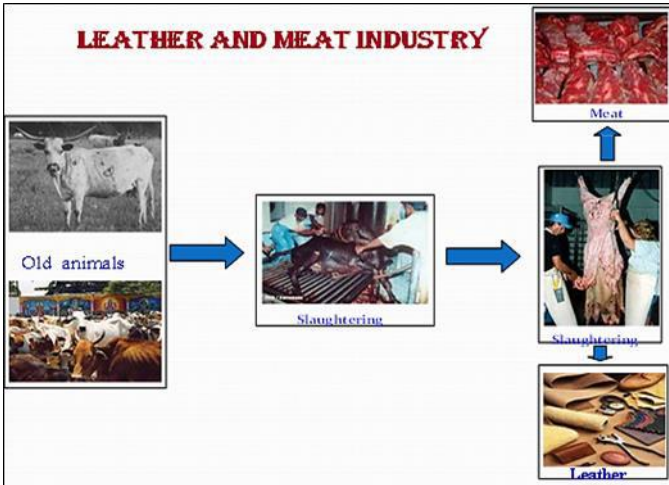 LEATHER AND MEAT INDUSTRY
Meat
Old animals
Slaughtering
Slaughtering
Leather